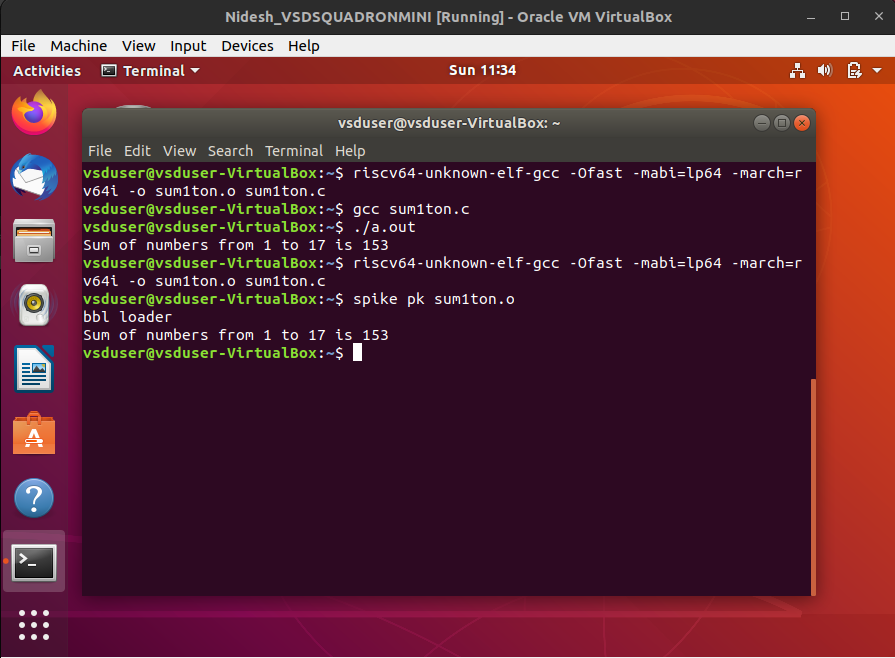 Nidesh_VSDSQUADRONMINI [Running] - Oracle VM VirtualBox
File Machine View Input Devices Help
Activities Terminal Sun 11:34
vsduser@vsduser-VirtualBox: ~
File Edit View Search Terminal Help
vsduser@vsduser-VirtualBox:~$ riscv64-unknown-elf-gcc -Ofast -mabi=lp64 -march=r
v64i -o sum1ton.o sum1ton.c
vsduser@vsduser-VirtualBox:~$ gcc sum1ton.c
vsduser@vsduser-VirtualBox:~$ ./a.out
Sum of numbers from 1 to 17 is 153
vsduser@vsduser-VirtualBox:~$ riscv64-unknown-elf-gcc -Ofast -mabi=lp64 -march=r
v64i -o sum1ton.o sum1ton.c
vsduser@vsduser-VirtualBox:~$ spike pk sum1ton.o
bbl loader
Sum of numbers from 1 to 17 is 153
vsduser@vsduser-VirtualBox:~$